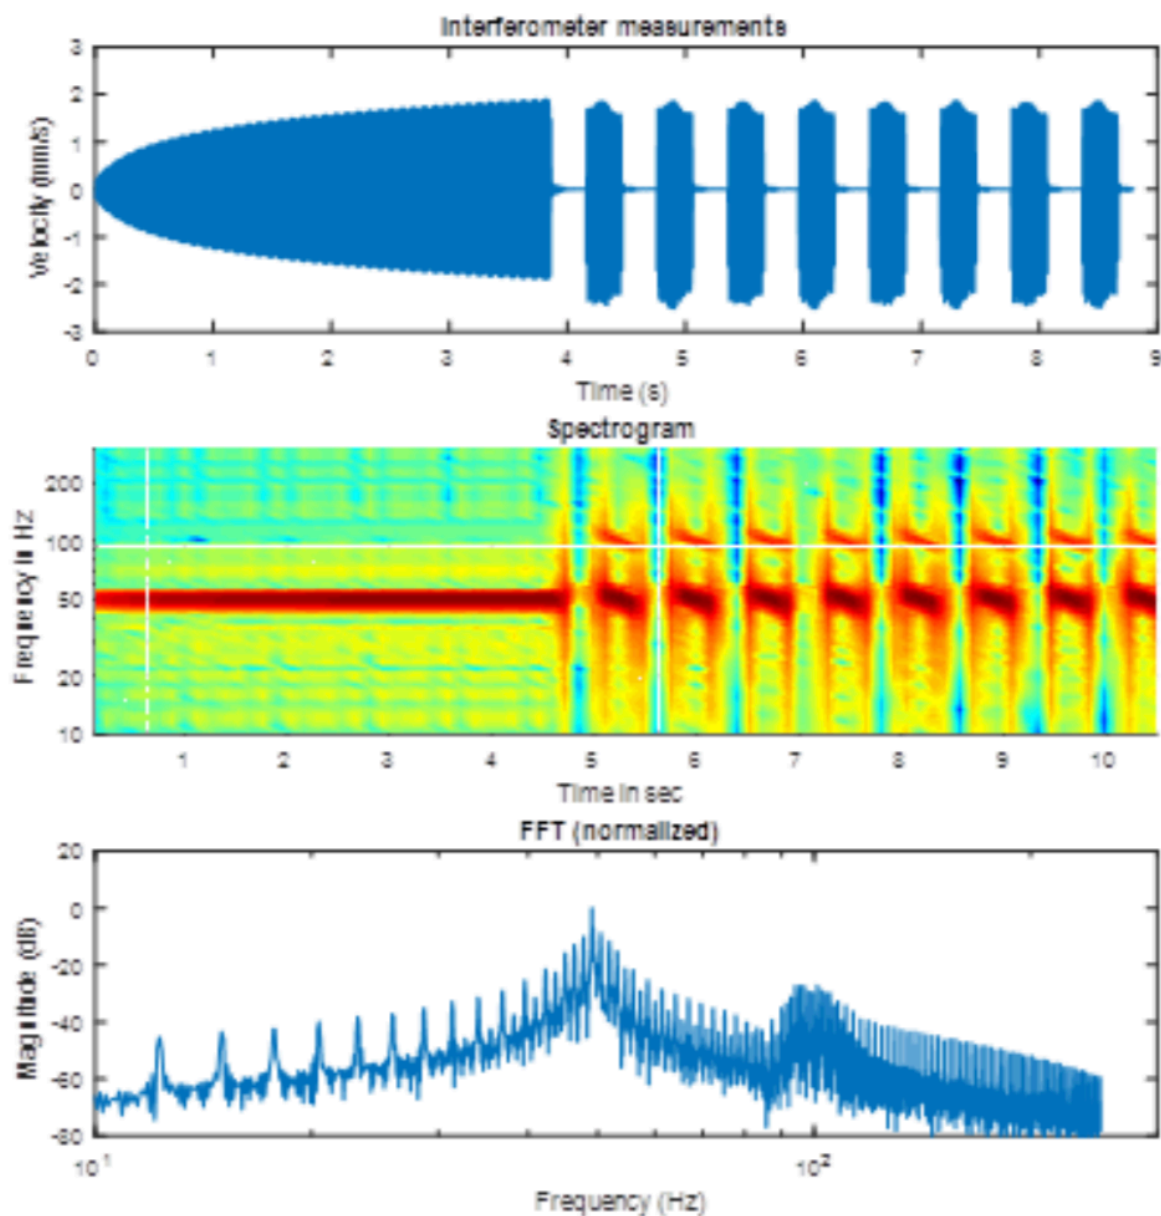 Interferometer measurements
Velocity (mm/s)
3
2
1
0
-1
-2
-3
0 1 2 3 4 5 6 7 8 9
Time (s)
Spectrogram
Frequency in Hz
200
100
50
20
10
1 2 3 4 5 6 7 8 9 10
Time in sec
FFT (normalized)
Magnitude (dB)
20
0
-20
-40
-60
-80
10^1 10^2
Frequency (Hz)